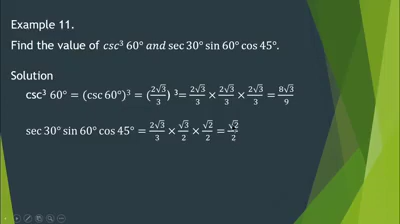 Example 11.
Find the value of csc³ 60° and sec 30° sin 60° cos 45°.
Solution
csc³ 60° = (csc 60°)³ = (2√3/3) ³= 2√3/3 × 2√3/3 × 2√3/3 = 8√3/9
sec 30° sin 60° cos 45° = 2√3/3 × √3/2 × √2/2 = √2/2